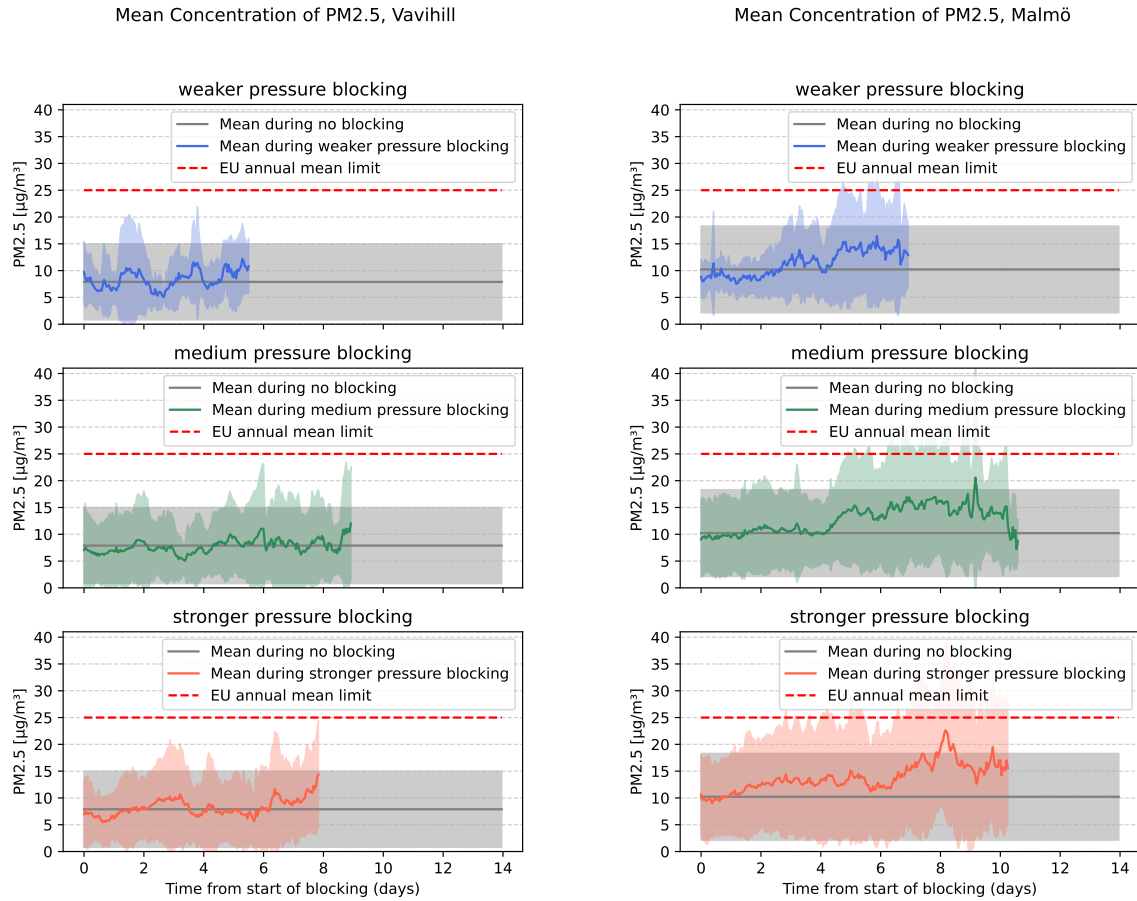 Mean Concentration of PM2.5, Vavihill
weaker pressure blocking
40
35
30
25
20
15
10
5
0
PM2.5 [µg/m³]
Mean during no blocking
Mean during weaker pressure blocking
EU annual mean limit
medium pressure blocking
40
35
30
25
20
15
10
5
0
PM2.5 [µg/m³]
Mean during no blocking
Mean during medium pressure blocking
EU annual mean limit
stronger pressure blocking
40
35
30
25
20
15
10
5
0
PM2.5 [µg/m³]
Mean during no blocking
Mean during stronger pressure blocking
EU annual mean limit
0 2 4 6 8 10 12 14
Time from start of blocking (days)
Mean Concentration of PM2.5, Malmö
weaker pressure blocking
40
35
30
25
20
15
10
5
0
PM2.5 [µg/m³]
Mean during no blocking
Mean during weaker pressure blocking
EU annual mean limit
medium pressure blocking
40
35
30
25
20
15
10
5
0
PM2.5 [µg/m³]
Mean during no blocking
Mean during medium pressure blocking
EU annual mean limit
stronger pressure blocking
40
35
30
25
20
15
10
5
0
PM2.5 [µg/m³]
Mean during no blocking
Mean during stronger pressure blocking
EU annual mean limit
0 2 4 6 8 10 12 14
Time from start of blocking (days)